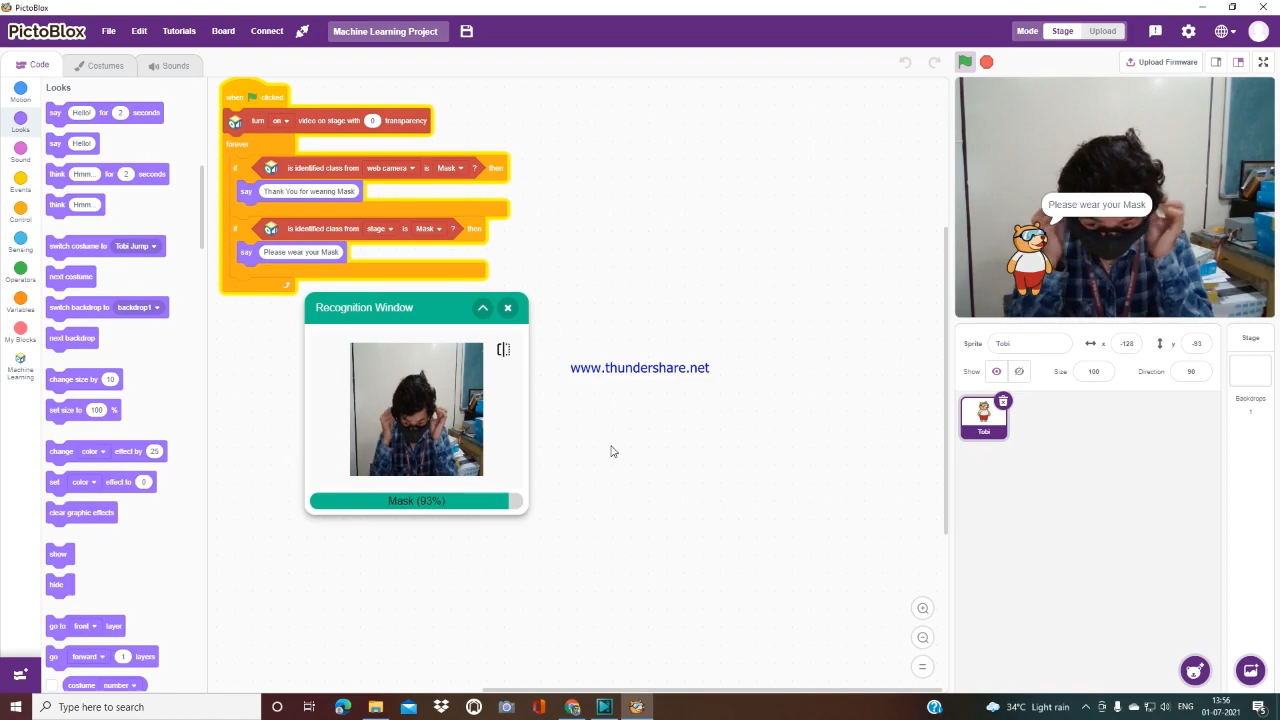 PictoBlox
PictoBlox File Edit Tutorials Board Connect Machine Learning Project Mode Stage Upload
Code Costumes Sounds Upload Firmware
Motion
Looks
Sound
Events
Control
Sensing
Operators
Variables
My Blocks
Machine
Learning
Looks
say Hello! for 2 seconds
say Hello!
think Hmm... for 2 seconds
think Hmm...
switch costume to Tobi Jump
next costume
switch backdrop to backdrop1
next backdrop
change size by 10
set size to 100 %
change color effect by 25
set color effect to 0
clear graphic effects
show
hide
go to front layer
go forward 1 layers
costume number
when clicked
turn on video on stage with 0 transparency
forever
if is identified class from web camera is Mask ? then
say Thank You for wearing Mask
if is identified class from stage is Mask ? then
say Please wear your Mask
Recognition Window
Mask (93%)
www.thundershare.net
Please wear your Mask
Sprite Tobi x -128 y -93
Show Size 100 Direction 90
Tobi
Stage
Backdrops
1
Type here to search
34°C Light rain
ENG
13:56
01-07-2021
5